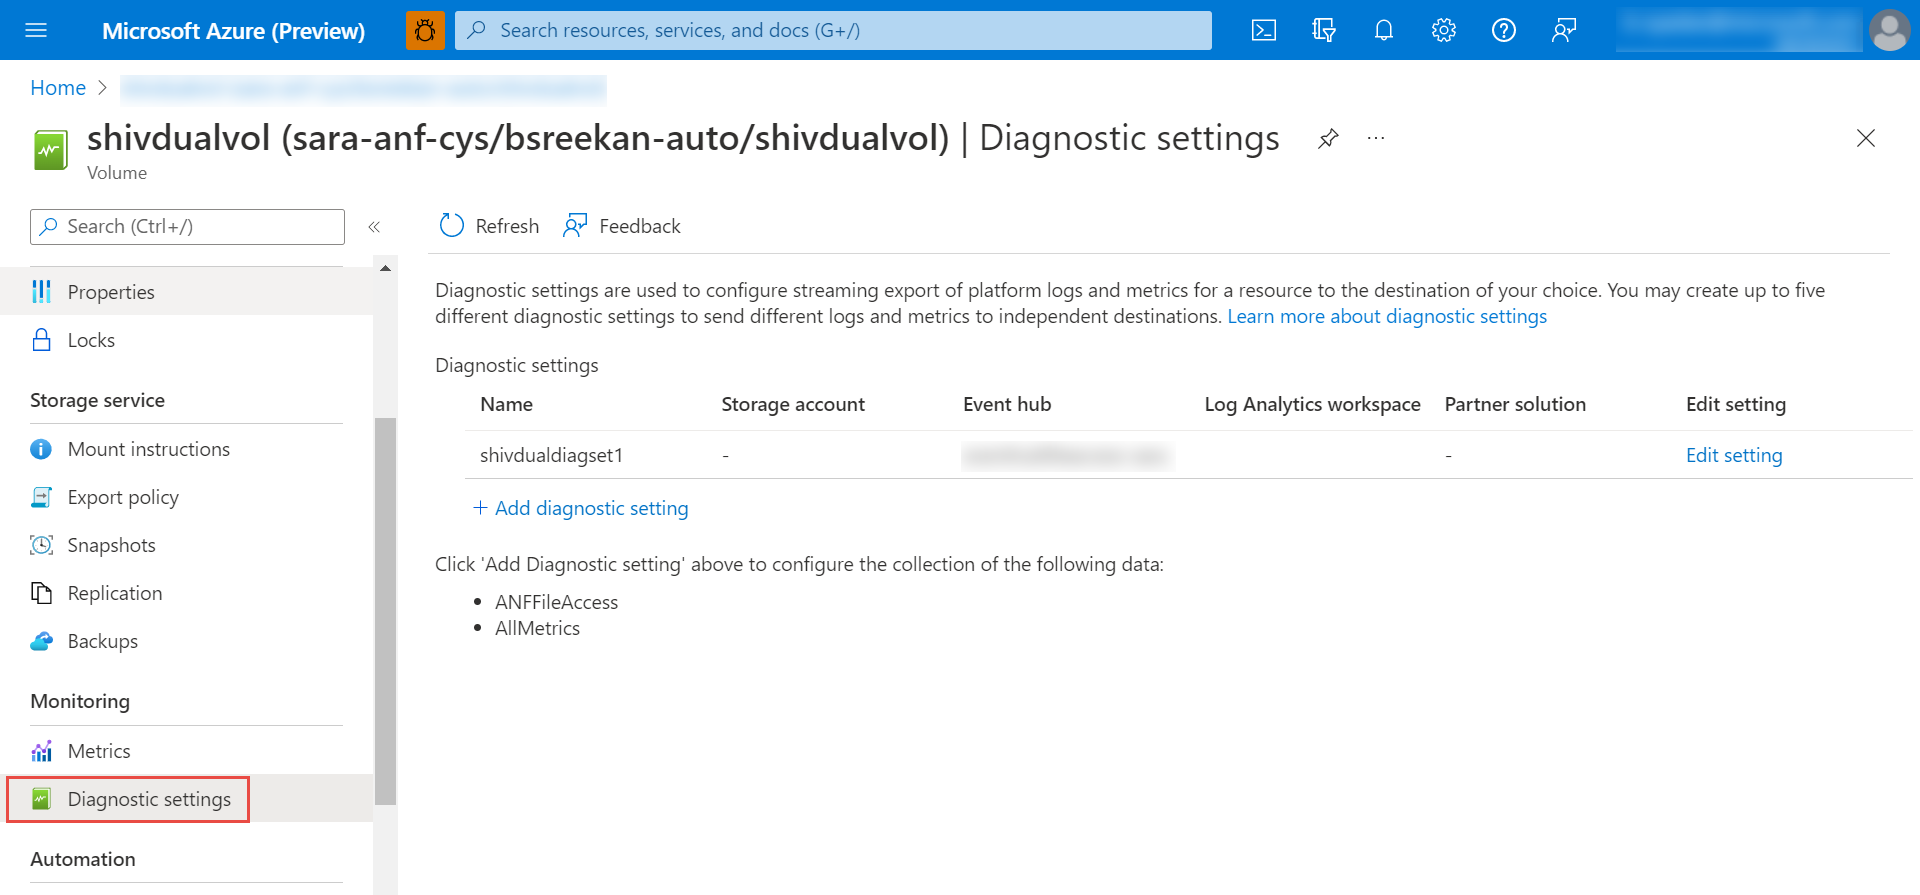 Microsoft Azure (Preview)
Search resources, services, and docs (G+/)
Home
shivdualvol (sara-anf-cys/bsreekan-auto/shivdualvol) | Diagnostic settings
Volume
Search (Ctrl+/)
Refresh
Feedback
Properties
Locks
Storage service
Mount instructions
Export policy
Snapshots
Replication
Backups
Monitoring
Metrics
Diagnostic settings
Automation
Diagnostic settings are used to configure streaming export of platform logs and metrics for a resource to the destination of your choice. You may create up to five
different diagnostic settings to send different logs and metrics to independent destinations. Learn more about diagnostic settings
Diagnostic settings
Name Storage account Event hub Log Analytics workspace Partner solution Edit setting
shivdualdiagset1 - - Edit setting
+ Add diagnostic setting
Click 'Add Diagnostic setting' above to configure the collection of the following data:
• ANFFileAccess
• AllMetrics